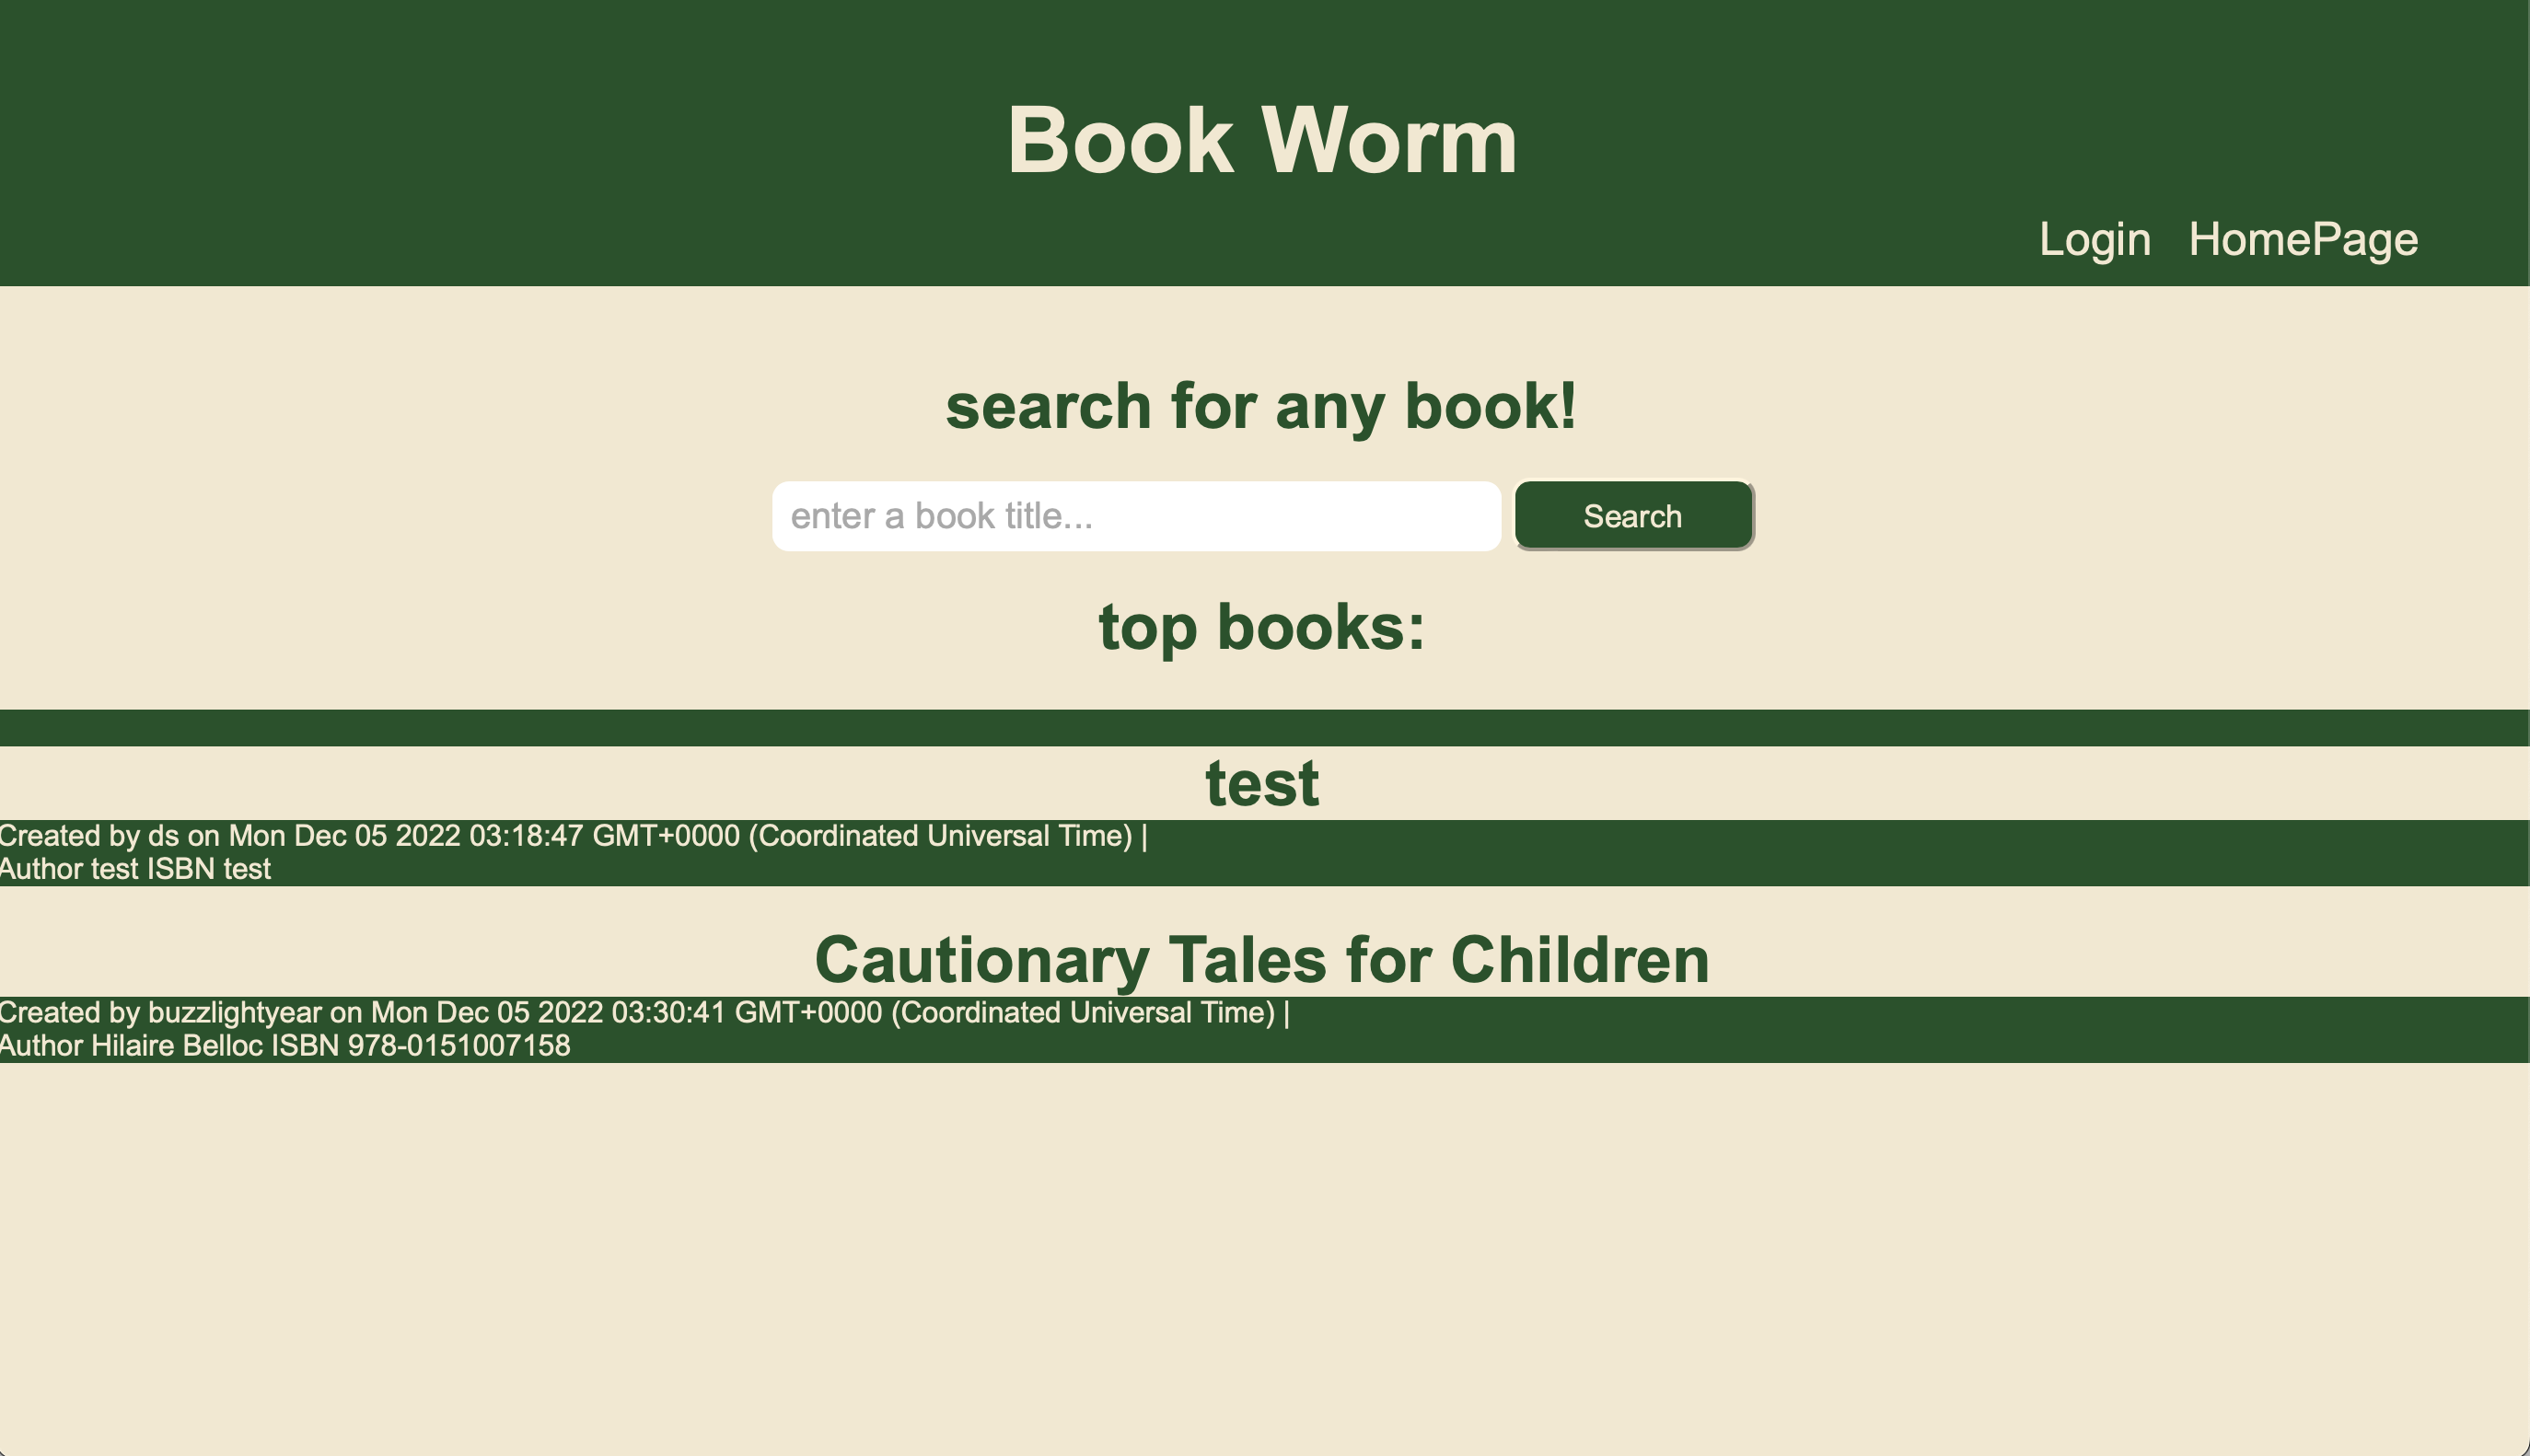 Book Worm
Login HomePage
search for any book!
enter a book title...
Search
top books:
test
Created by ds on Mon Dec 05 2022 03:18:47 GMT+0000 (Coordinated Universal Time) |
Author test ISBN test
Cautionary Tales for Children
Created by buzzlightyear on Mon Dec 05 2022 03:30:41 GMT+0000 (Coordinated Universal Time) |
Author Hilaire Belloc ISBN 978-0151007158